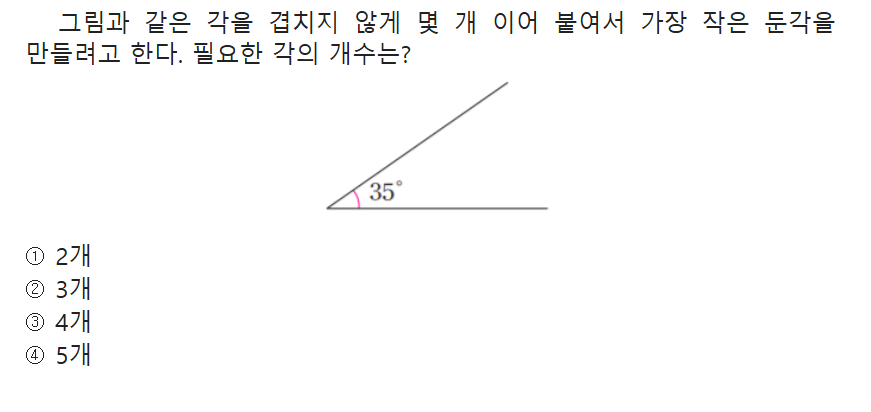 그림과 같은 각을 겹치지 않게 몇 개 이어 붙여서 가장 작은 둔각을
만들려고 한다. 필요한 각의 개수는?
35°
① 2개
② 3개
③ 4개
④ 5개